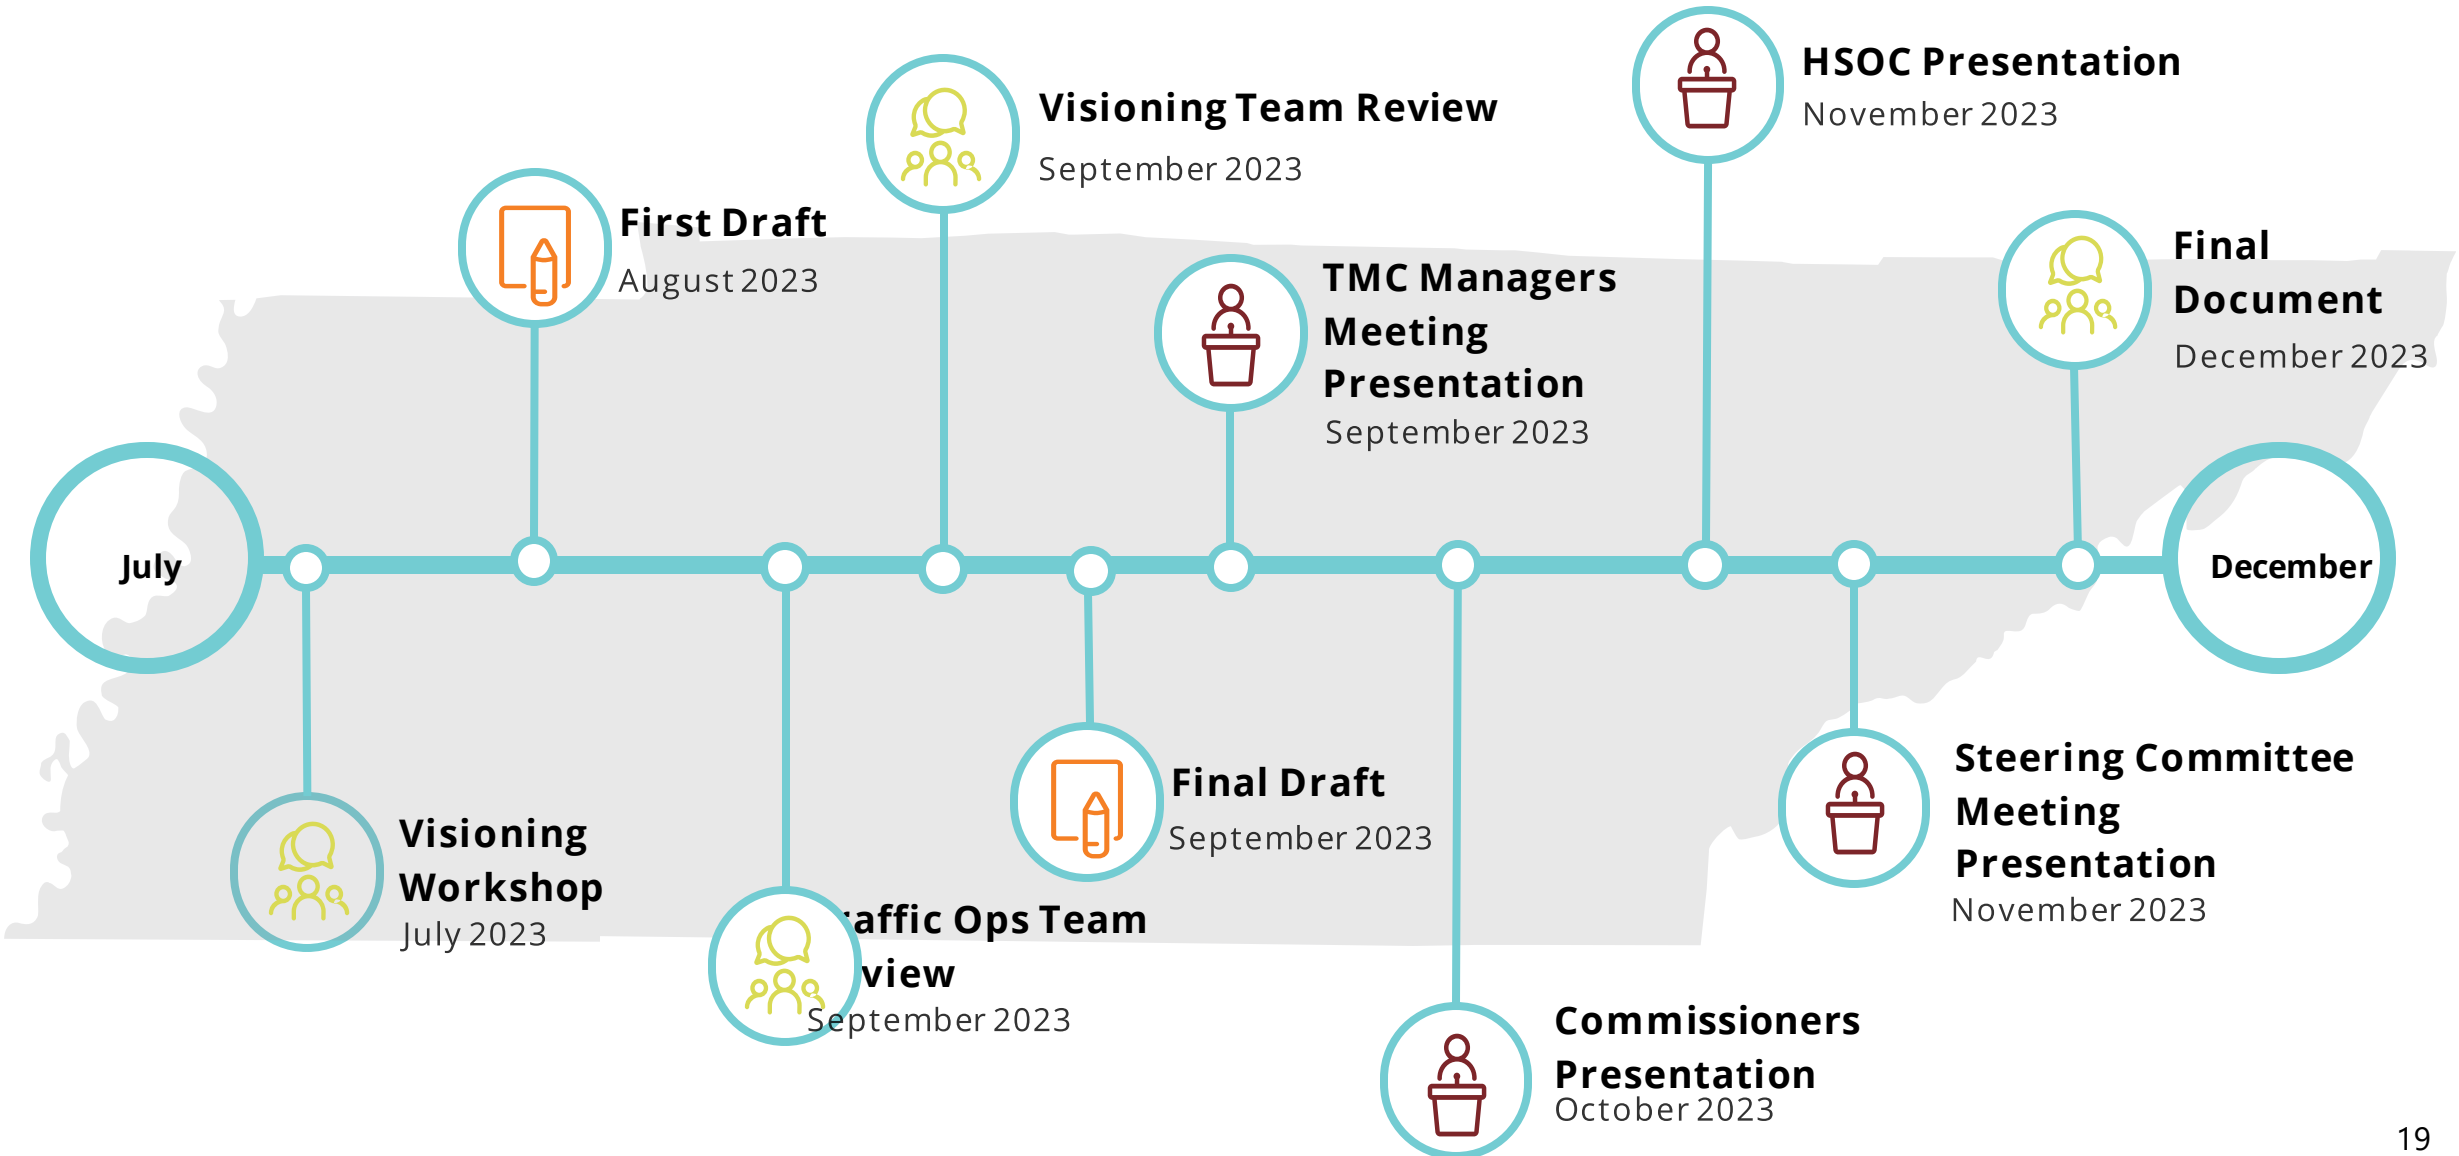 HSOC Presentation
November 2023
Visioning Team Review
September 2023
First Draft
August 2023
Final
Document
December 2023
TMC Managers
Meeting
Presentation
September 2023
July
December
Visioning
Workshop
July 2023
Final Draft
September 2023
Steering Committee
Meeting
Presentation
November 2023
raffic Ops Team
view
September 2023
Commissioners
Presentation
October 2023
19